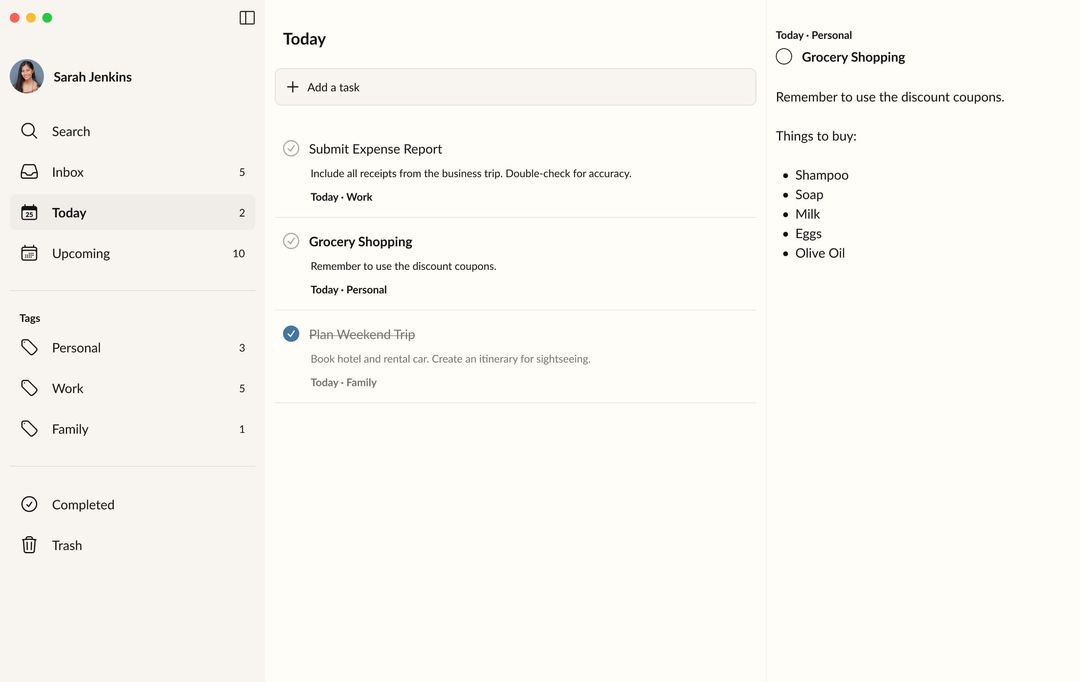 Sarah Jenkins
Search
Inbox 5
25
Today 2
Upcoming 10
Tags
Personal 3
Work 5
Family 1
Completed
Trash
Today
Add a task
Submit Expense Report
Include all receipts from the business trip. Double-check for accuracy.
Today · Work
Grocery Shopping
Remember to use the discount coupons.
Today · Personal
Plan Weekend Trip
Book hotel and rental car. Create an itinerary for sightseeing.
Today · Family
Today · Personal
Grocery Shopping
Remember to use the discount coupons.
Things to buy:
• Shampoo
• Soap
• Milk
• Eggs
• Olive Oil